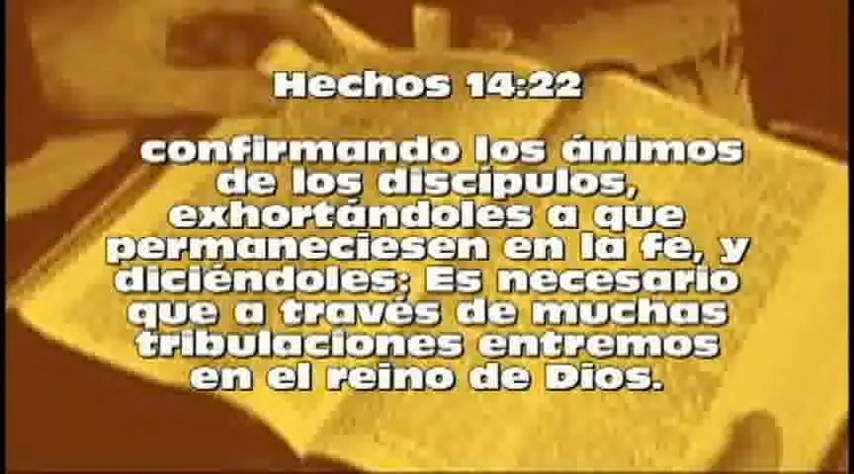 Hechos 14:22
confirmando los ánimos
de los discípulos,
exhortándoles a que
permaneciesen en la fe, y
diciéndoles: Es necesario
que a través de muchas
tribulaciones entremos
en el reino de Dios.